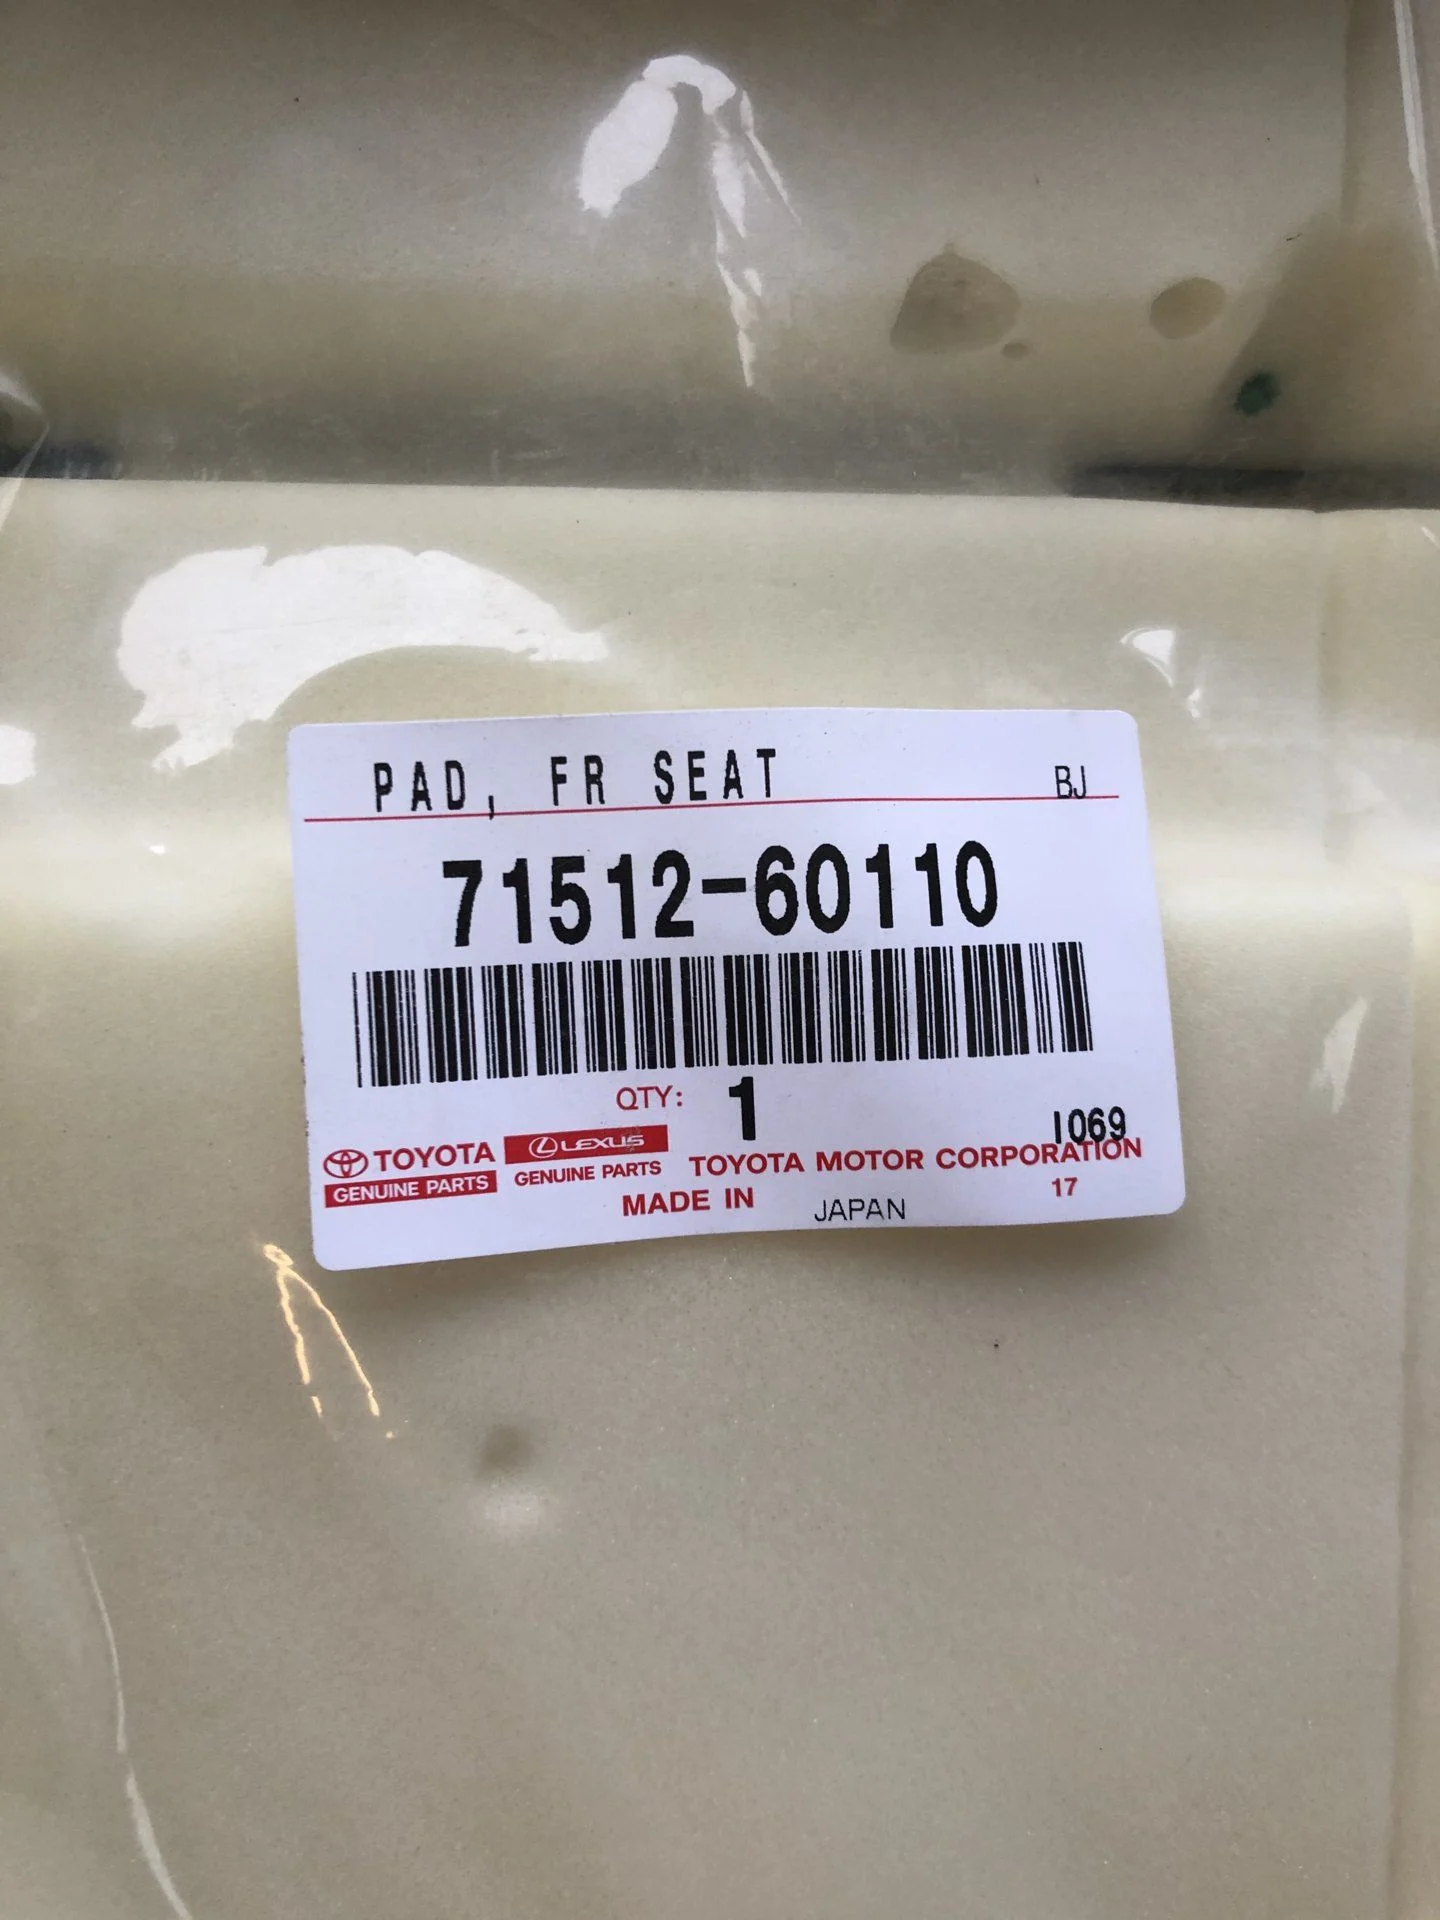 PAD, FR SEAT BJ
71512-60110
QTY: 1
1069
TOYOTA LEXUS TOYOTA MOTOR CORPORATION
GENUINE PARTS GENUINE PARTS
MADE IN JAPAN 17